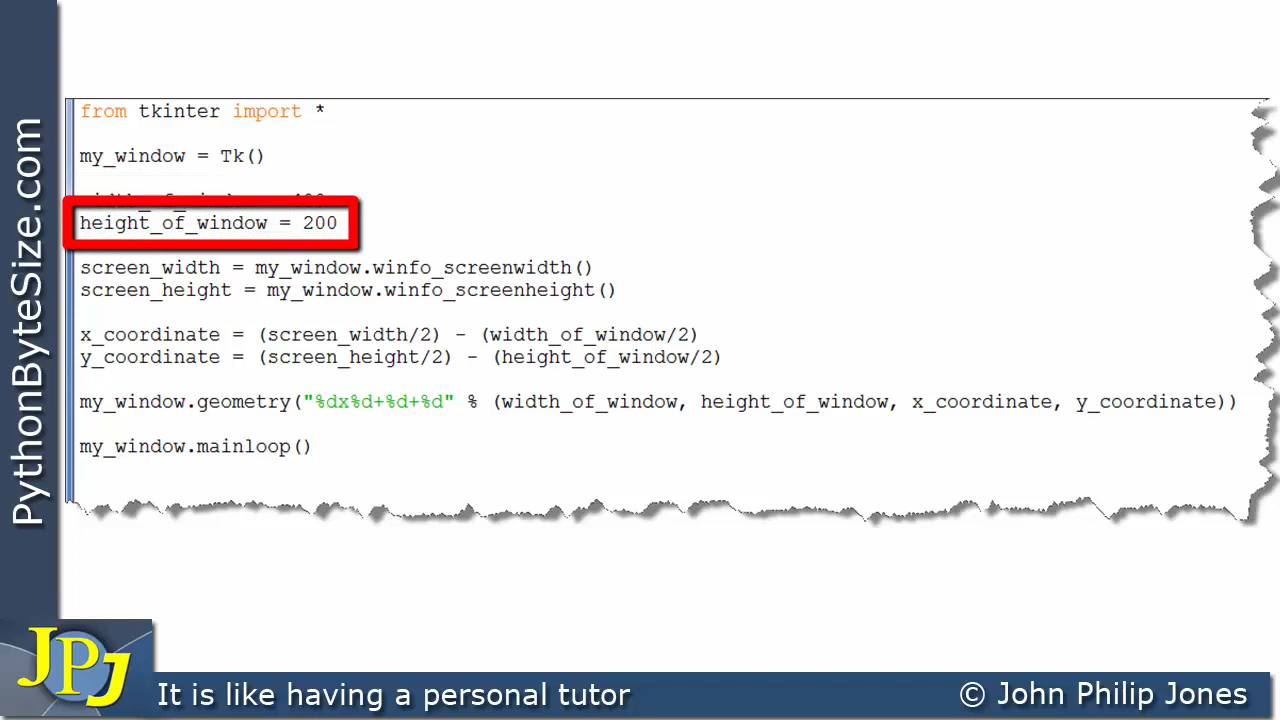 PythonByteSize.com
from tkinter import *
my_window = Tk()
height_of_window = 200
screen_width = my_window.winfo_screenwidth()
screen_height = my_window.winfo_screenheight()
x_coordinate = (screen_width/2) - (width_of_window/2)
y_coordinate = (screen_height/2) - (height_of_window/2)
my_window.geometry("%dx%d+%d+%d" % (width_of_window, height_of_window, x_coordinate, y_coordinate))
my_window.mainloop()
JPJ
It is like having a personal tutor
© John Philip Jones